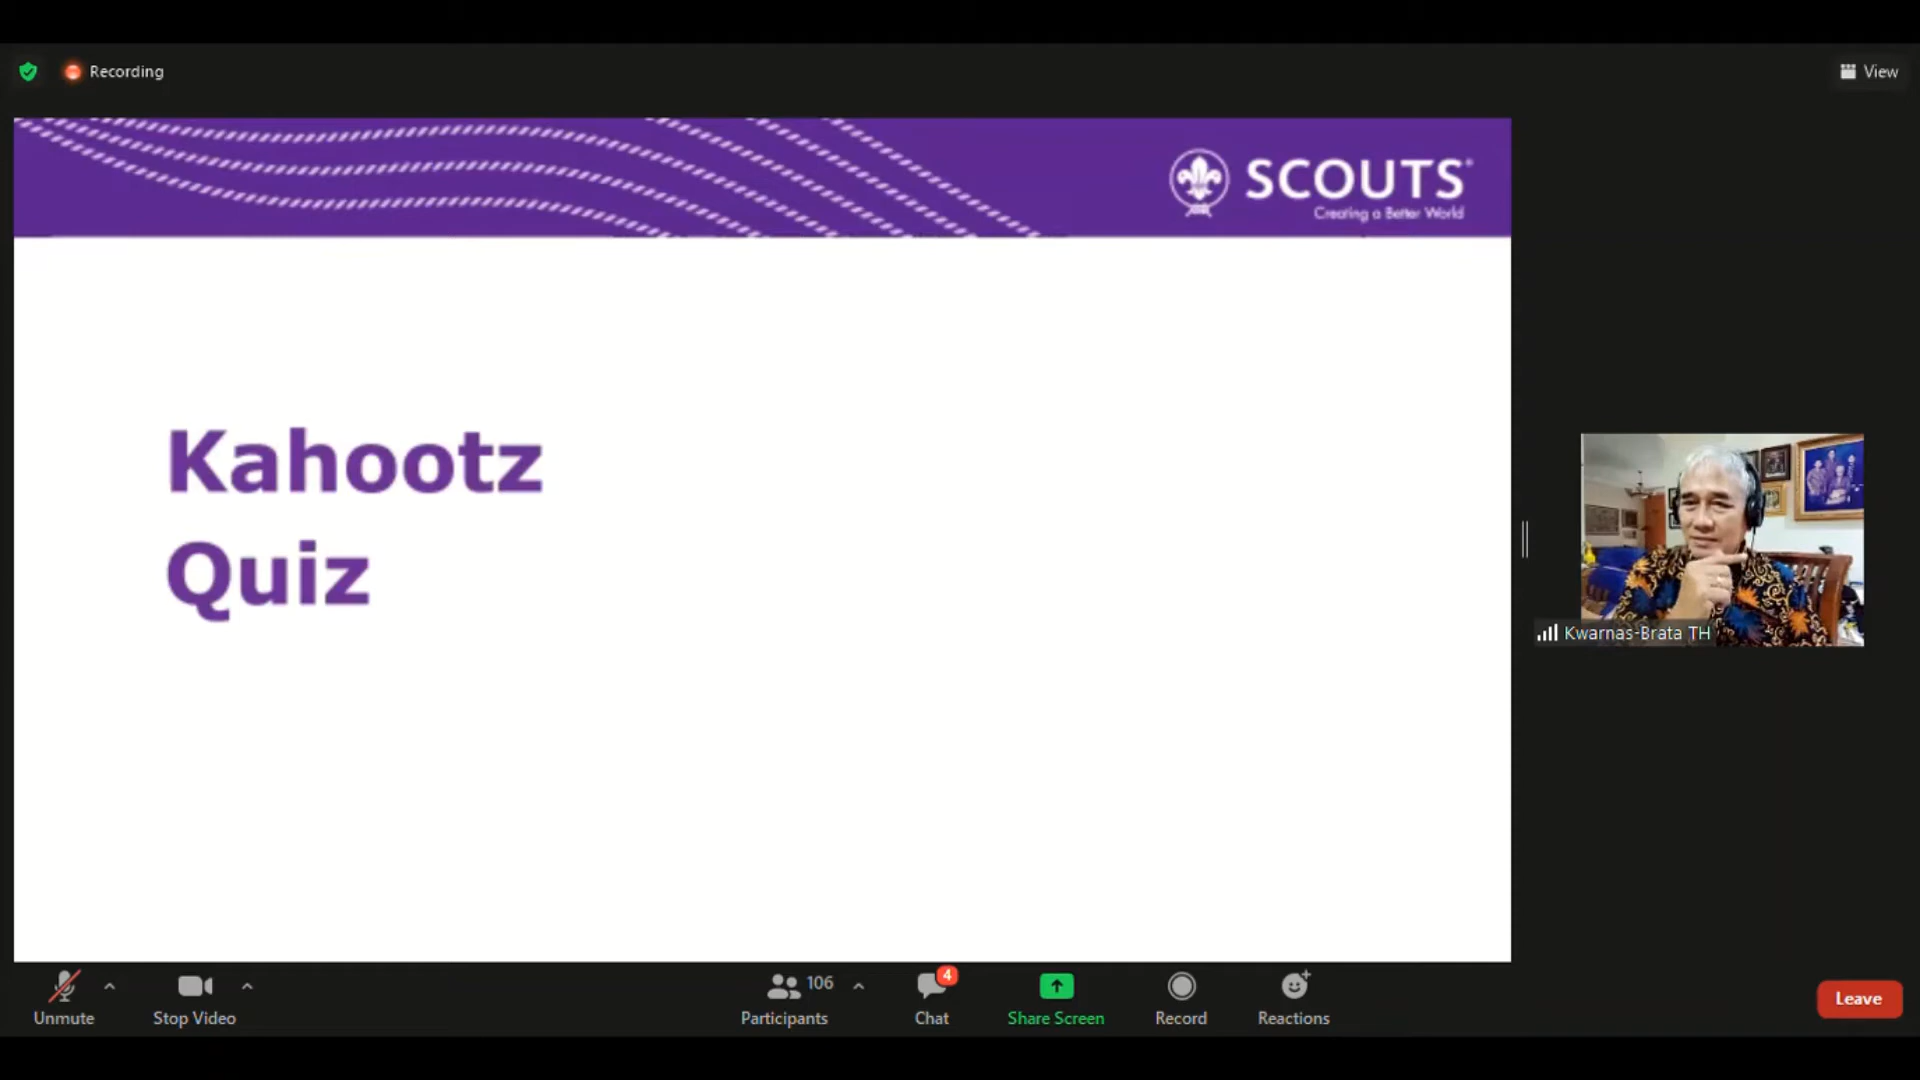 Recording
View
SCOUTS
Creating a Better World
Kahootz
Quiz
Kwarnas-Brata TH
106
4
Unmute
Stop Video
Participants
Chat
Share Screen
Record
Reactions
Leave